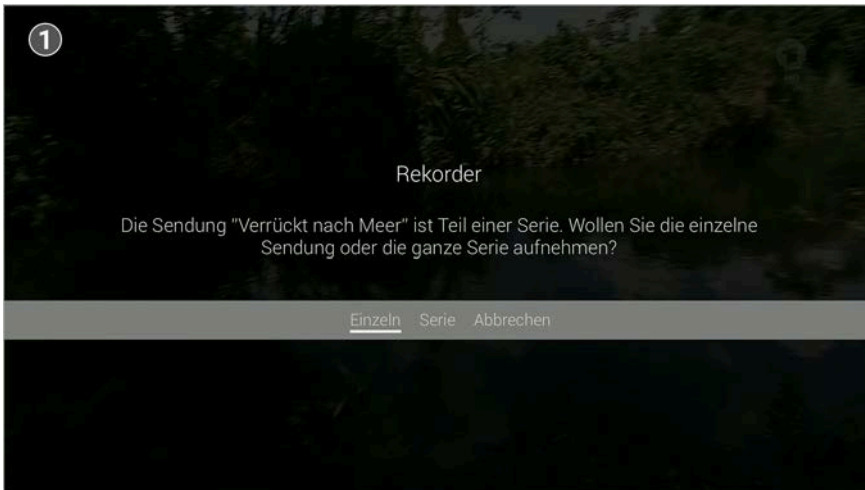 1
Rekorder
Die Sendung "Verrückt nach Meer" ist Teil einer Serie. Wollen Sie die einzelne
Sendung oder die ganze Serie aufnehmen?
Einzeln Serie Abbrechen